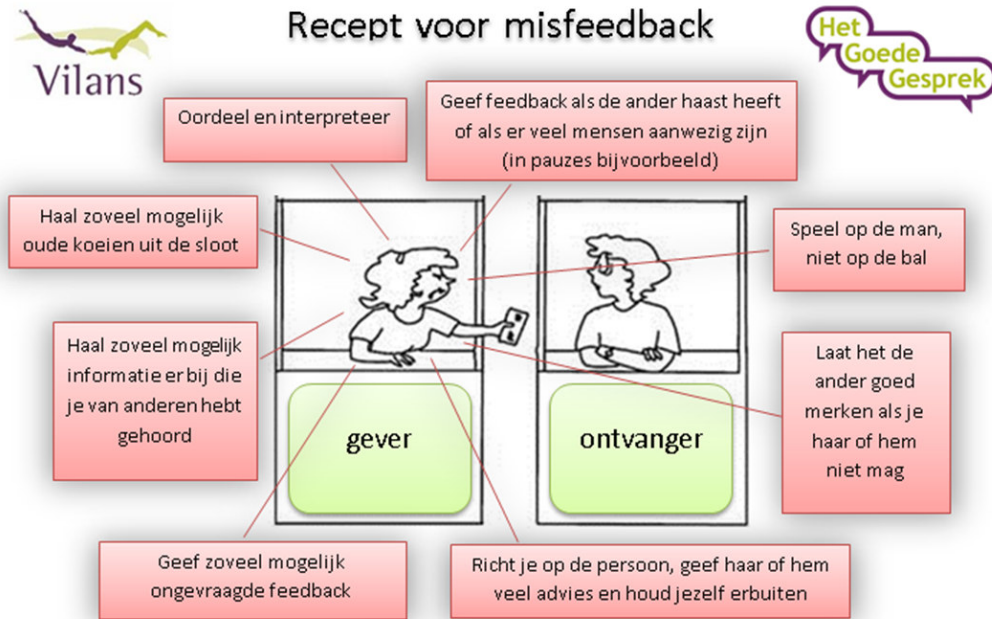 Recept voor misfeedback
Vilans
Het
Goede
Gesprek
Oordeel en interpreteer
Geef feedback als de ander haast heeft
of als er veel mensen aanwezig zijn
(in pauzes bijvoorbeeld)
Haal zoveel mogelijk
oude koeien uit de sloot
Speel op de man,
niet op de bal
Haal zoveel mogelijk
informatie er bij die
je van anderen hebt
gehoord
Laat het de
ander goed
merken als je
haar of hem
niet mag
gever
ontvanger
Geef zoveel mogelijk
ongevraagde feedback
Richt je op de persoon, geef haar of hem
veel advies en houd jezelf erbuiten